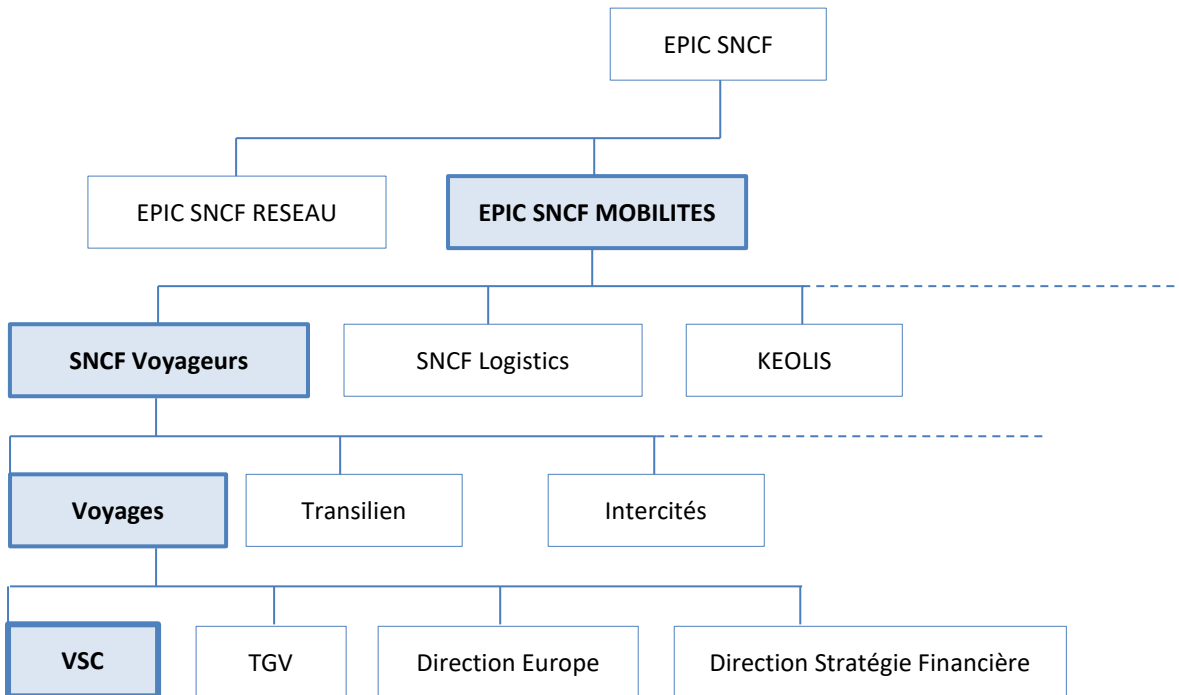 EPIC SNCF
EPIC SNCF RESEAU
EPIC SNCF MOBILITES
SNCF Voyageurs
SNCF Logistics
KEOLIS
Voyages
Transilien
Intercités
VSC
TGV
Direction Europe
Direction Stratégie Financière